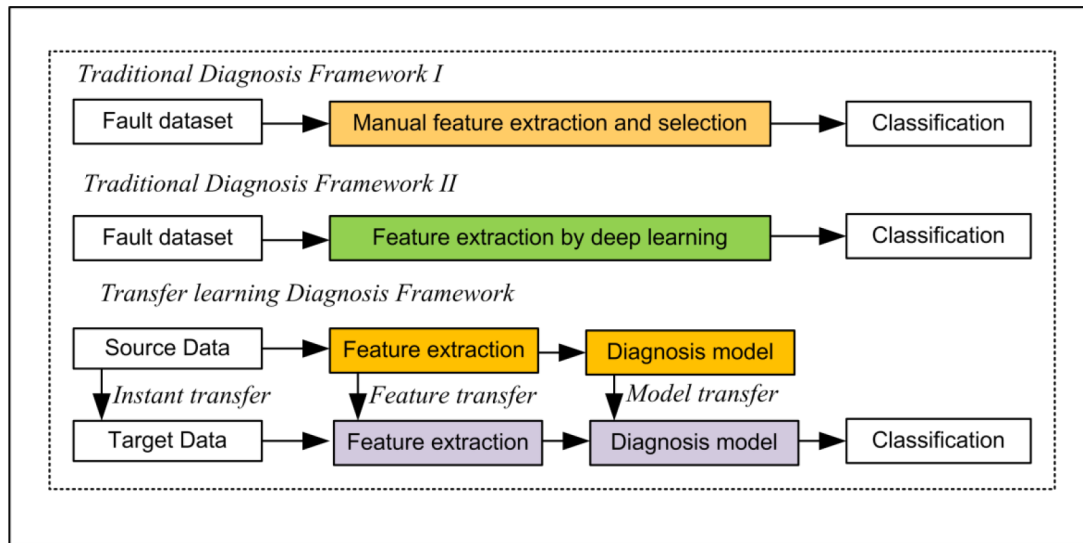 Traditional Diagnosis Framework I
Fault dataset
Manual feature extraction and selection
Classification
Traditional Diagnosis Framework II
Fault dataset
Feature extraction by deep learning
Classification
Transfer learning Diagnosis Framework
Source Data
Feature extraction
Diagnosis model
Instant transfer
Feature transfer
Model transfer
Target Data
Feature extraction
Diagnosis model
Classification